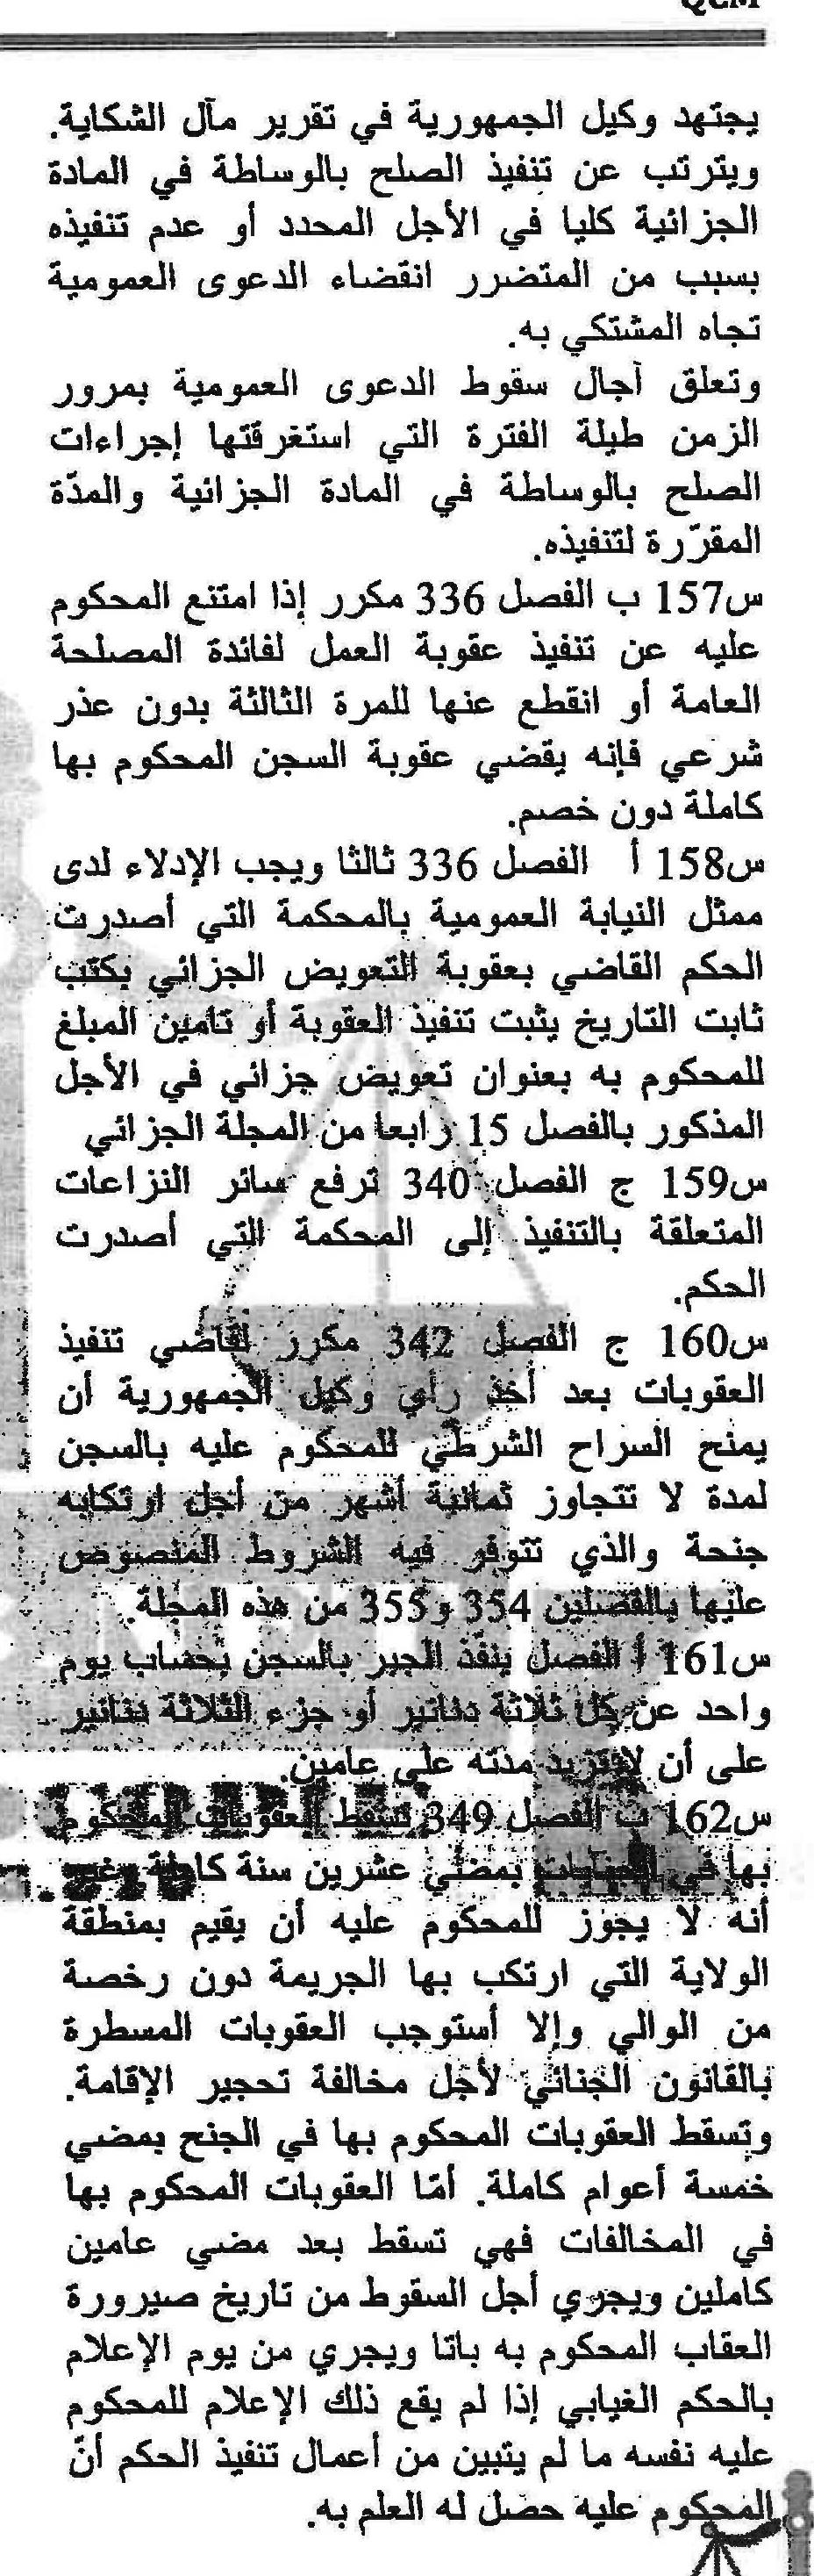 QCM
يجتهد وكيل الجمهورية في تقرير مآل الشكاية.
ويترتب عن تنفيذ الصلح بالوساطة في المادة
الجزائية كليا في الأجل المحدد أو عدم تنفيذه
بسبب من المتضرر انقضاء الدعوى العمومية
تجاه المشتكي به.
وتعلق آجال سقوط الدعوى العمومية بمرور
الزمن طيلة الفترة التي استغرقتها إجراءات
الصلح بالوساطة في المادة الجزائية والمدّة
المقرّرة لتنفيذه.
س157 ب الفصل 336 مكرر إذا امتنع المحكوم
عليه عن تنفيذ عقوبة العمل لفائدة المصلحة
العامة أو انقطع عنها للمرة الثالثة بدون عذر
شرعي فإنه يقضي عقوبة السجن المحكوم بها
كاملة دون خصم.
س158 أ الفصل 336 ثالثا ويجب الإدلاء لدى
ممثل النيابة العمومية بالمحكمة التي أصدرت
الحكم القاضي بعقوبة التعويض الجزائي بكتب
ثابت التاريخ يثبت تنفيذ العقوبة أو تامين المبلغ
للمحكوم به بعنوان تعويض جزائي في الأجل
المذكور بالفصل 15 رابعا من المجلة الجزائي
س159 ج الفصل 340 ترفع سائر النزاعات
المتعلقة بالتنفيذ إلى المحكمة التي أصدرت
الحكم.
س160 ج الفصل 342 مكرر لقاضي تنفيذ
العقوبات بعد أخذ رأي وكيل الجمهورية أن
يمنح السراح الشرطي للمحكوم عليه بالسجن
لمدة لا تتجاوز ثمانية أشهر من أجل ارتكابه
جنحة والذي تتوفر فيه الشروط المنصوص
عليها بالفصلين 354 و355 من هذه المجلة.
س161 أ الفصل ينفّذ الجبر بالسجن بحساب يوم
واحد عن كل ثلاثة دنانير أو جزء الثلاثة دنانير
على أن لا تزيد مدته على عامين.
س162 ب الفصل 349 تسقط العقوبات المحكوم
بها في الجنايات بمضي عشرين سنة كاملة غير
أنه لا يجوز للمحكوم عليه أن يقيم بمنطقة
الولاية التي ارتكب بها الجريمة دون رخصة
من الوالي وإلا أستوجب العقوبات المسطرة
بالقانون الجنائي لأجل مخالفة تحجير الإقامة.
وتسقط العقوبات المحكوم بها في الجنح بمضي
خمسة أعوام كاملة. أمّا العقوبات المحكوم بها
في المخالفات فهي تسقط بعد مضي عامين
كاملين ويجري أجل السقوط من تاريخ صيرورة
العقاب المحكوم به باتا ويجري من يوم الإعلام
بالحكم الغيابي إذا لم يقع ذلك الإعلام للمحكوم
عليه نفسه ما لم يتبين من أعمال تنفيذ الحكم أنّ
المحكوم عليه حصل له العلم به.